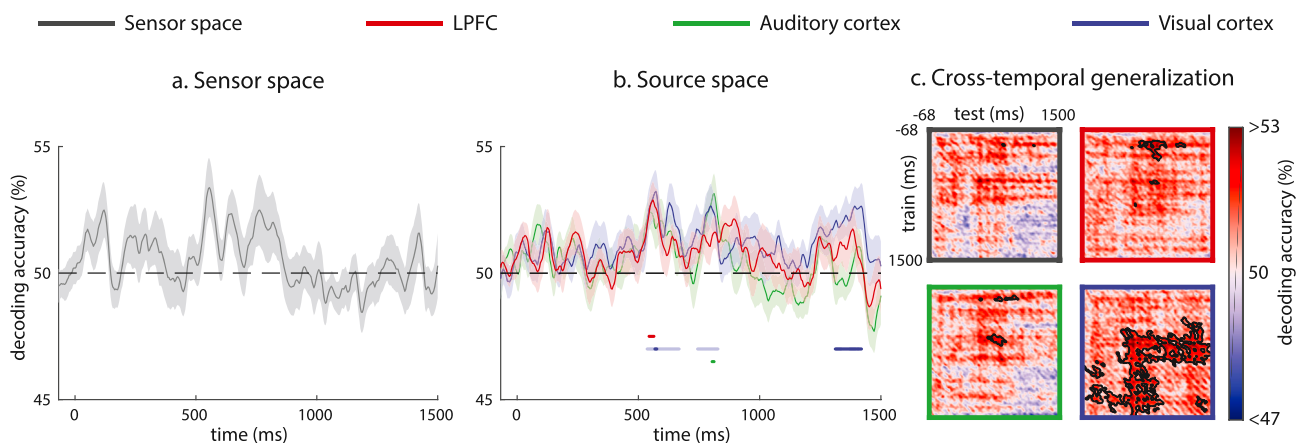 Sensor space LPFC Auditory cortex Visual cortex
a. Sensor space
b. Source space
c. Cross-temporal generalization
55
50
45
decoding accuracy (%)
0 500 1000 1500
time (ms)
55
50
45
0 500 1000 1500
time (ms)
-68 test (ms) 1500
-68
train (ms)
1500
>53
50
<47
decoding accuracy (%)